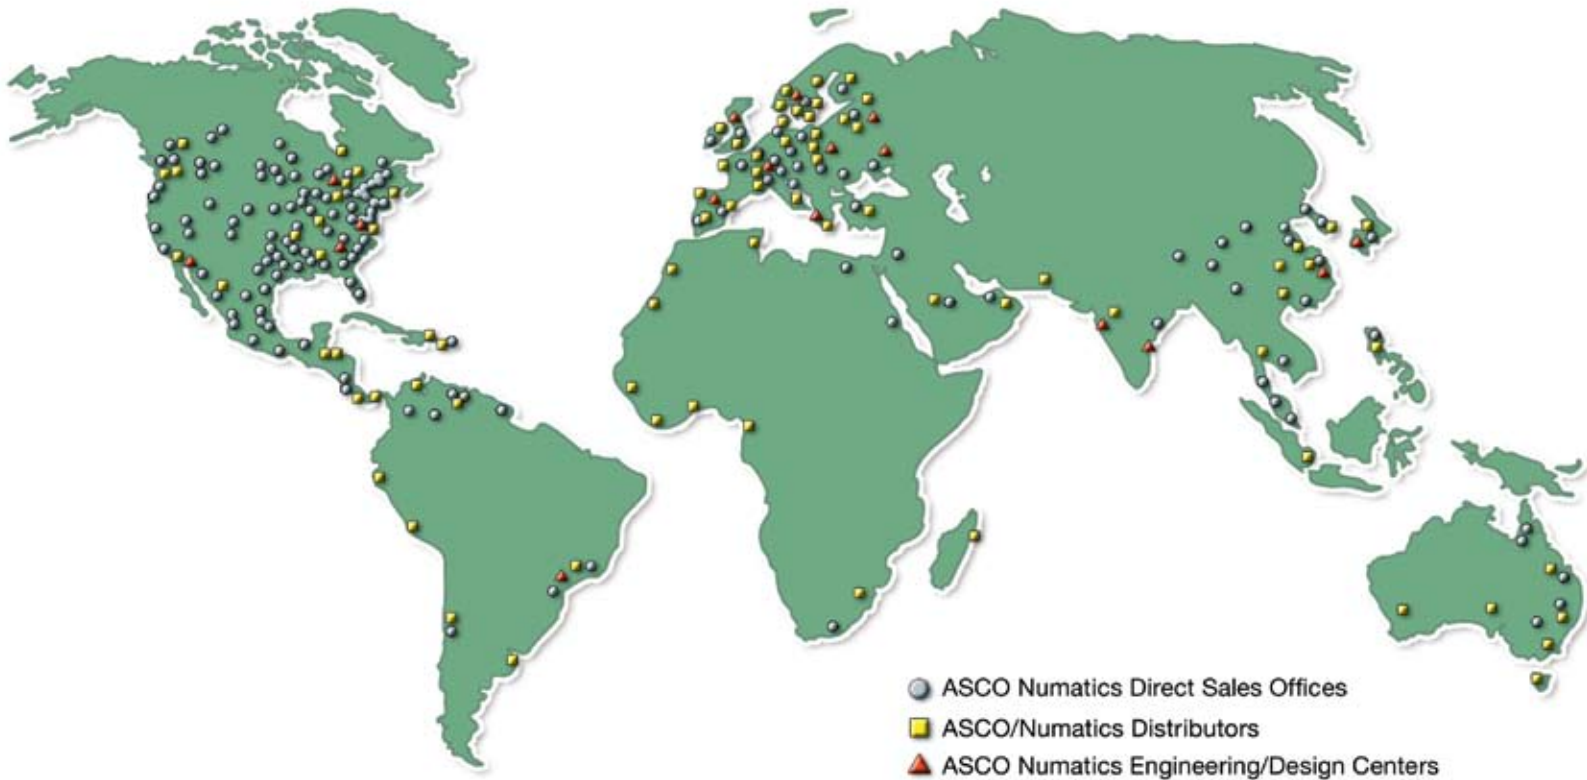 ASCO Numatics Direct Sales Offices
ASCO/Numatics Distributors
ASCO Numatics Engineering/Design Centers